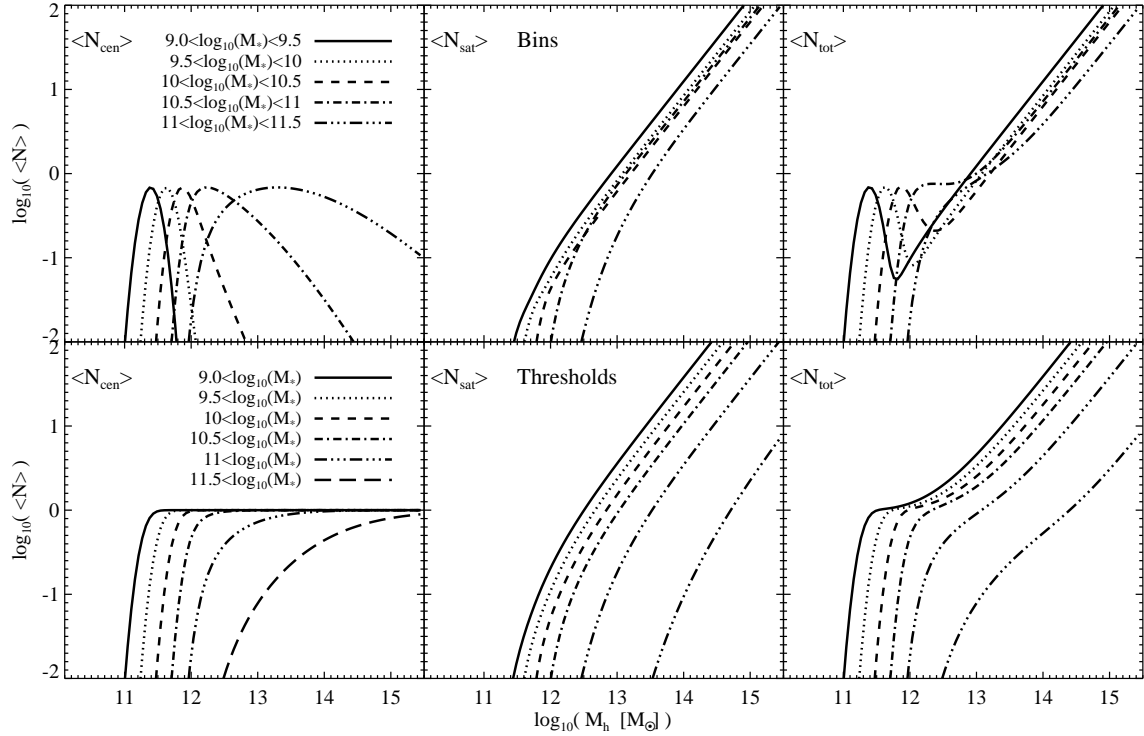 <N_cen>
9.0<log₁₀(M*)<9.5
9.5<log₁₀(M*)<10
10<log₁₀(M*)<10.5
10.5<log₁₀(M*)<11
11<log₁₀(M*)<11.5
<N_sat> Bins
<N_tot>
log₁₀( <N> )
2
1
0
-1
-2
<N_cen>
9.0<log₁₀(M*)
9.5<log₁₀(M*)
10<log₁₀(M*)
10.5<log₁₀(M*)
11<log₁₀(M*)
11.5<log₁₀(M*)
<N_sat> Thresholds
<N_tot>
log₁₀( <N> )
2
1
0
-1
-2
11 12 13 14 15
11 12 13 14 15
11 12 13 14 15
log₁₀( M_h [M_⊙] )